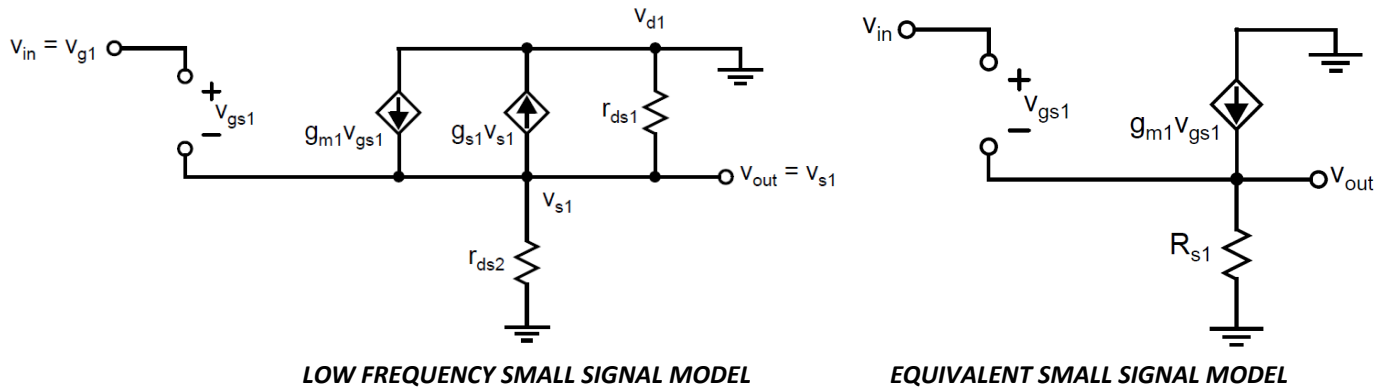 v_in = v_g1
+
v_gs1
−
g_m1v_gs1
g_s1v_s1
v_d1
r_ds1
v_out = v_s1
v_s1
r_ds2
LOW FREQUENCY SMALL SIGNAL MODEL
v_in
+
v_gs1
−
g_m1v_gs1
v_out
R_s1
EQUIVALENT SMALL SIGNAL MODEL